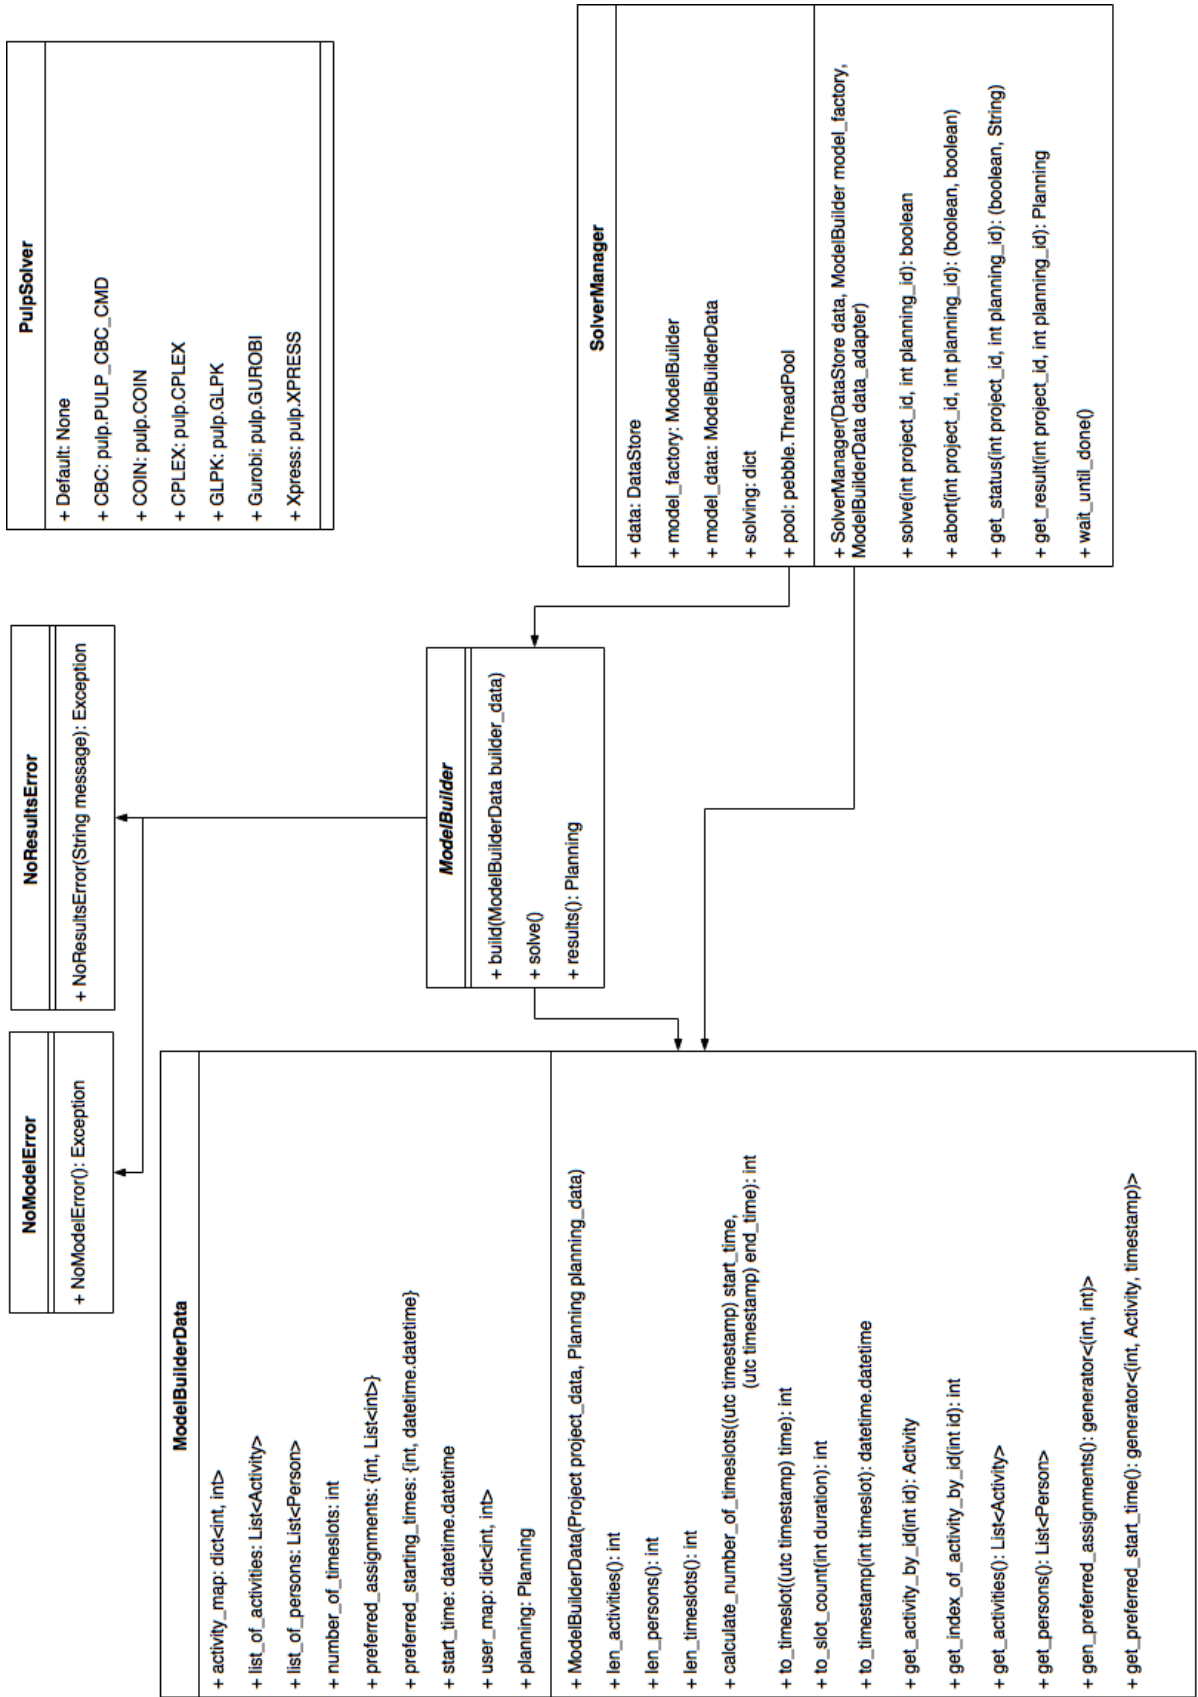 NoModelError
+ NoModelError(): Exception
NoResultsError
+ NoResultsError(String message): Exception
PulpSolver
+ Default: None
+ CBC: pulp.PULP_CBC_CMD
+ COIN: pulp.COIN
+ CPLEX: pulp.CPLEX
+ GLPK: pulp.GLPK
+ Gurobi: pulp.GUROBI
+ Xpress: pulp.XPRESS
ModelBuilderData
+ activity_map: dict<int, int>
+ list_of_activities: List<Activity>
+ list_of_persons: List<Person>
+ number_of_timeslots: int
+ preferred_assignments: {int, List<int>}
+ preferred_starting_times: {int, datetime.datetime}
+ start_time: datetime.datetime
+ user_map: dict<int, int>
+ planning: Planning
+ ModelBuilderData(Project project_data, Planning planning_data)
+ len_activities(): int
+ len_persons(): int
+ len_timeslots(): int
+ calculate_number_of_timeslots((utc timestamp) start_time,
(utc timestamp) end_time): int
+ to_timeslot((utc timestamp) time): int
+ to_slot_count(int duration): int
+ to_timestamp(int timeslot): datetime.datetime
+ get_activity_by_id(int id): Activity
+ get_index_of_activity_by_id(int id): int
+ get_activities(): List<Activity>
+ get_persons(): List<Person>
+ gen_preferred_assignments(): generator<(int, int)>
+ get_preferred_start_time(): generator<(int, Activity, timestamp)>
ModelBuilder
+ build(ModelBuilderData builder_data)
+ solve()
+ results(): Planning
SolverManager
+ data: DataStore
+ model_factory: ModelBuilder
+ model_data: ModelBuilderData
+ solving: dict
+ pool: pebble.ThreadPool
+ SolverManager(DataStore data, ModelBuilder model_factory,
ModelBuilderData data_adapter)
+ solve(int project_id, int planning_id): boolean
+ abort(int project_id, int planning_id): (boolean, boolean)
+ get_status(int project_id, int planning_id): (boolean, String)
+ get_result(int project_id, int planning_id): Planning
+ wait_until_done()